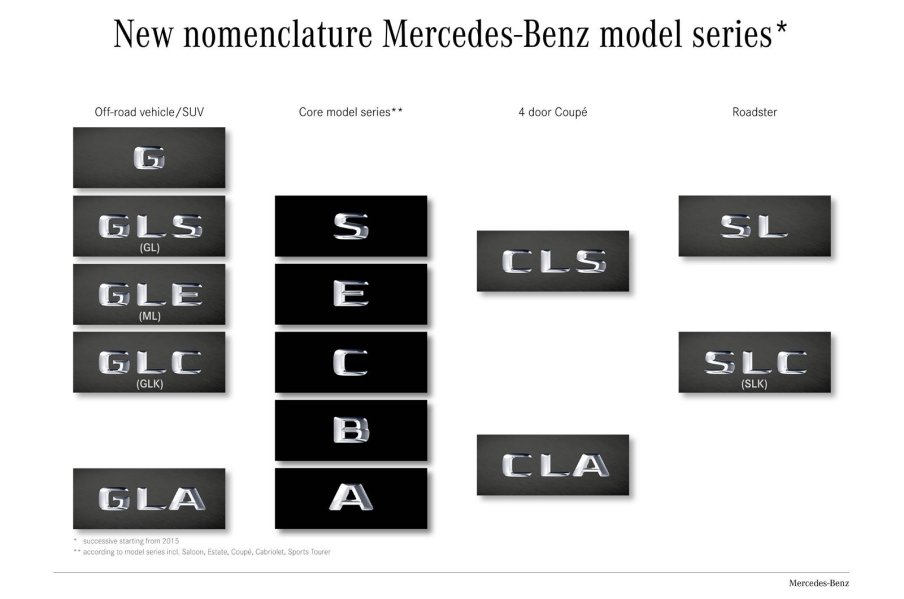 New nomenclature Mercedes-Benz model series*
Off-road vehicle/SUV
G
GLS
(GL)
GLE
(ML)
GLC
(GLK)
GLA
Core model series**
S
E
C
B
A
4 door Coupé
CLS
CLA
Roadster
SL
SLC
(SLK)
* successive starting from 2015
** according to model series incl. Saloon, Estate, Coupé, Cabriolet, Sports Tourer
Mercedes-Benz